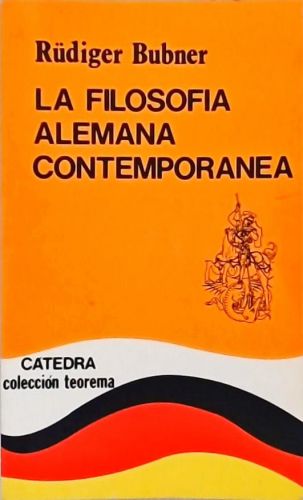 Rüdiger Bubner
LA FILOSOFIA
ALEMANA
CONTEMPORANEA
CATEDRA
colección teorema